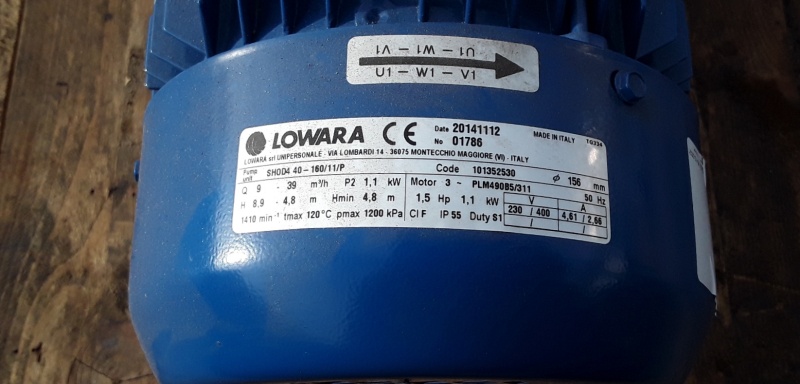 U1 - W1 - V1
U1 - W1 - V1
LOWARA CE Date 20141112 MADE IN ITALY
No 01786
LOWARA srl UNIPERSONALE - VIA LOMBARDI 14 - 36075 MONTECCHIO MAGGIORE (VI) - ITALY
Pump unit SHOD4 40-160/11/P Code 101352530 ϕ 156 mm
Q 9 - 39 m³/h P2 1,1 kW Motor 3 ~ PLM490B5/311 50 Hz
H 8,9 - 4,8 m Hmin 4,8 m 1,5 Hp 1,1 kW V 230 / 400 A 4,61 / 2,66
1410 min⁻¹ tmax 120°C pmax 1200 kPa Cl F IP 55 Duty S1